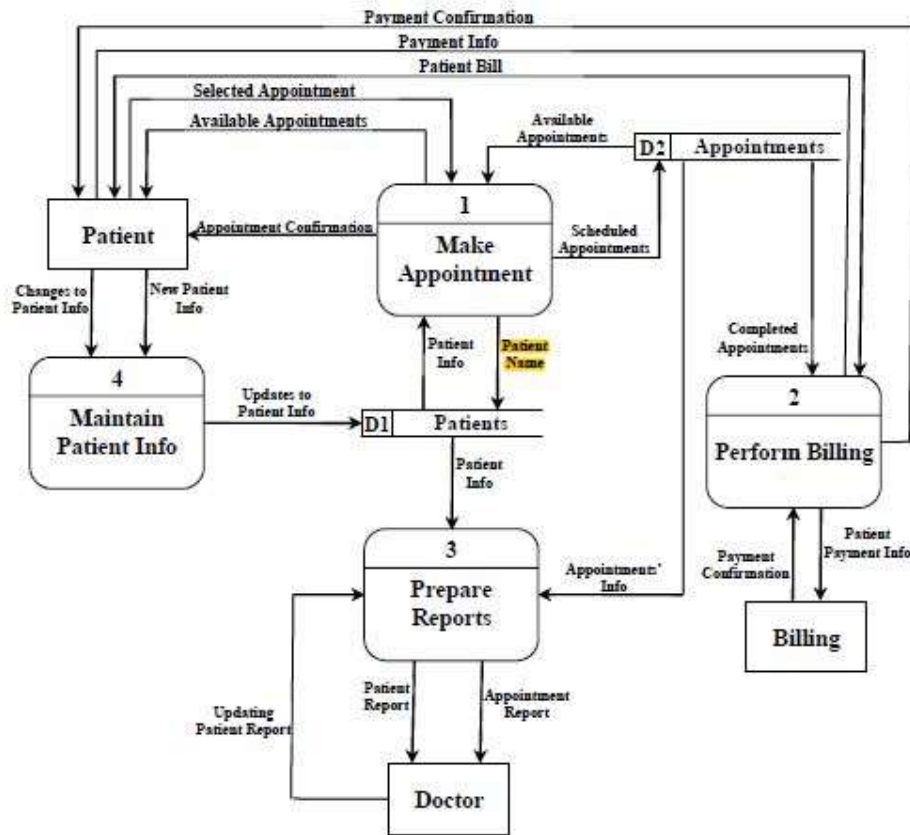 Payment Confirmation
Payment Info
Patient Bill
Selected Appointment
Available Appointments
Available
Appointments
D2 Appointments
1
Make
Appointment
Patient
Appointment Confirmation
Scheduled
Appointments
Changes to
Patient Info
New Patient
Info
Patient
Info
Patient
Name
Completed
Appointments
4
Maintain
Patient Info
Updates to
Patient Info
D1 Patients
2
Perform Billing
Patient
Info
3
Prepare
Reports
Appointments'
Info
Payment
Confirmation
Patient
Payment Info
Billing
Updating
Patient Report
Patient
Report
Appointment
Report
Doctor